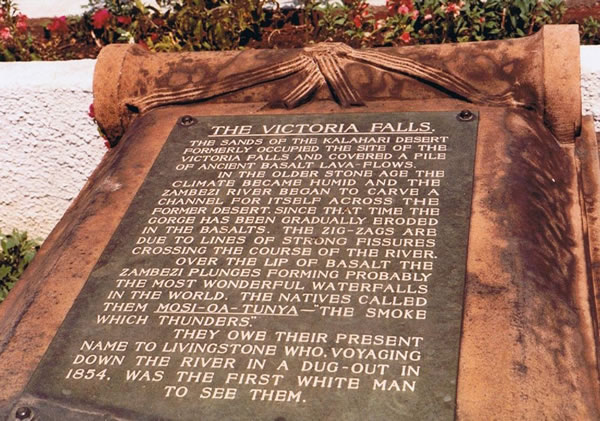 THE VICTORIA FALLS.
THE SANDS OF THE KALAHARI DESERT
FORMERLY OCCUPIED THE SITE OF THE
VICTORIA FALLS AND COVERED A PILE
OF ANCIENT BASALT LAVA-FLOWS.
IN THE OLDER STONE AGE THE
CLIMATE BECAME HUMID AND THE
ZAMBEZI RIVER BEGAN TO CARVE A
CHANNEL FOR ITSELF ACROSS THE
FORMER DESERT. SINCE THAT TIME THE
GORGE HAS BEEN GRADUALLY ERODED
IN THE BASALTS. THE ZIG-ZAGS ARE
DUE TO LINES OF STRONG FISSURES
CROSSING THE COURSE OF THE RIVER.
OVER THE LIP OF BASALT THE
ZAMBEZI PLUNGES FORMING PROBABLY
THE MOST WONDERFUL WATERFALLS
IN THE WORLD. THE NATIVES CALLED
THEM MOSI-OA-TUNYA—"THE SMOKE
WHICH THUNDERS."
THEY OWE THEIR PRESENT
NAME TO LIVINGSTONE WHO, VOYAGING
DOWN THE RIVER IN A DUG-OUT IN
1854, WAS THE FIRST WHITE MAN
TO SEE THEM.